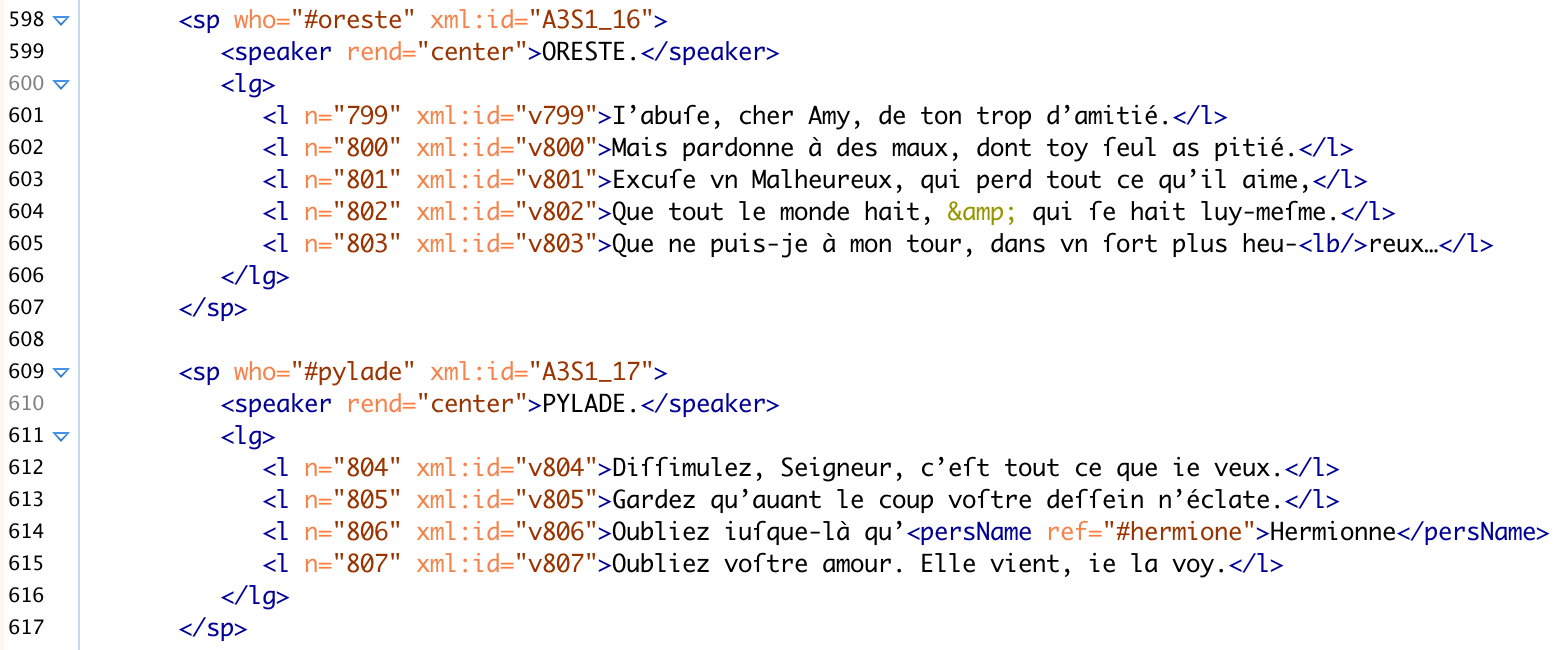 598 <sp who="#oreste" xml:id="A3S1_16">
599 <speaker rend="center">ORESTE.</speaker>
600 <lg>
601 <l n="799" xml:id="v799">I’abuſe, cher Amy, de ton trop d’amitié.</l>
602 <l n="800" xml:id="v800">Mais pardonne à des maux, dont toy ſeul as pitié.</l>
603 <l n="801" xml:id="v801">Excuſe vn Malheureux, qui perd tout ce qu’il aime,</l>
604 <l n="802" xml:id="v802">Que tout le monde hait, &amp; qui ſe hait luy-meſme.</l>
605 <l n="803" xml:id="v803">Que ne puis-je à mon tour, dans vn ſort plus heu-<lb/>reux…</l>
606 </lg>
607 </sp>
608
609 <sp who="#pylade" xml:id="A3S1_17">
610 <speaker rend="center">PYLADE.</speaker>
611 <lg>
612 <l n="804" xml:id="v804">Diſſimulez, Seigneur, c’eſt tout ce que ie veux.</l>
613 <l n="805" xml:id="v805">Gardez qu’auant le coup voſtre deſſein n’éclate.</l>
614 <l n="806" xml:id="v806">Oubliez iuſque-là qu’<persName ref="#hermione">Hermionne</persName>
615 <l n="807" xml:id="v807">Oubliez voſtre amour. Elle vient, ie la voy.</l>
616 </lg>
617 </sp>